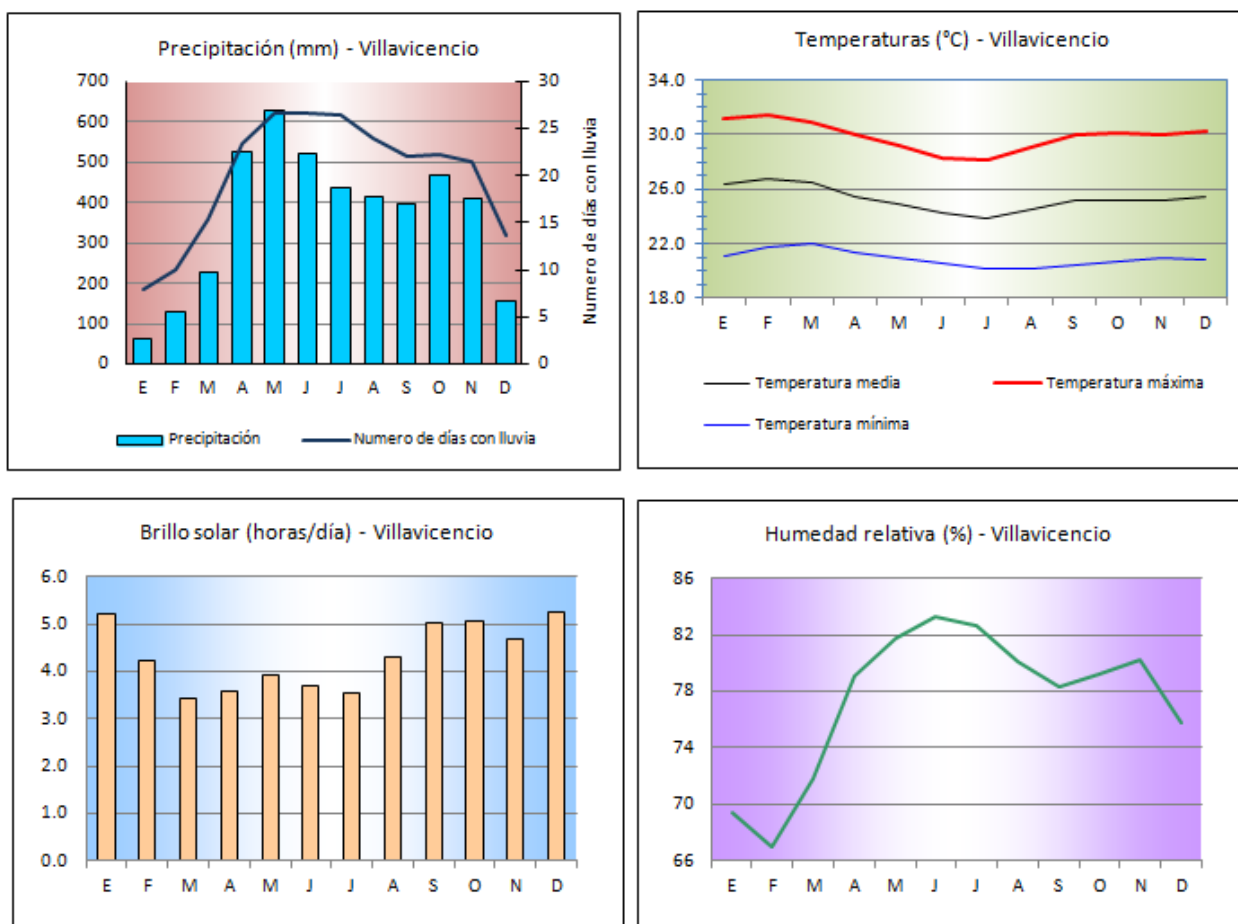 Precipitación (mm) - Villavicencio
700
600
500
400
300
200
100
0
30
25
20
15
10
5
0
Numero de días con lluvia
E F M A M J J A S O N D
Precipitación Numero de días con lluvia
Temperaturas (°C) - Villavicencio
34.0
30.0
26.0
22.0
18.0
E F M A M J J A S O N D
Temperatura media Temperatura máxima
Temperatura mínima
Brillo solar (horas/día) - Villavicencio
6.0
5.0
4.0
3.0
2.0
1.0
0.0
E F M A M J J A S O N D
Humedad relativa (%) - Villavicencio
86
82
78
74
70
66
E F M A M J J A S O N D